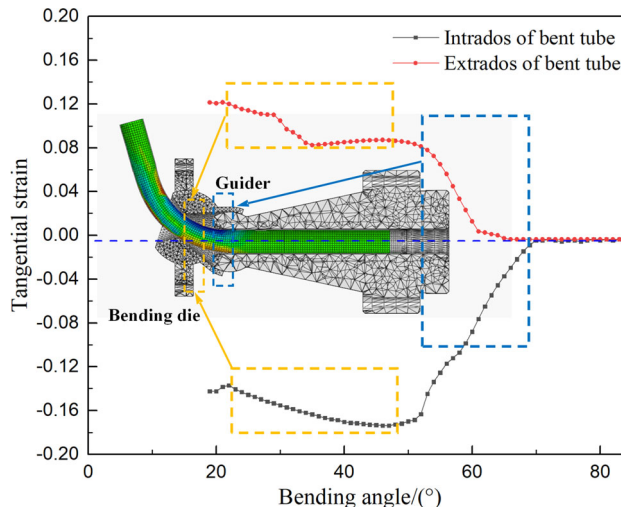 0.20
0.16
0.12
0.08
0.04
0.00
-0.04
-0.08
-0.12
-0.16
-0.20
Tangential strain
Intrados of bent tube
Extrados of bent tube
Guider
Bending die
0 20 40 60 80
Bending angle/(°)